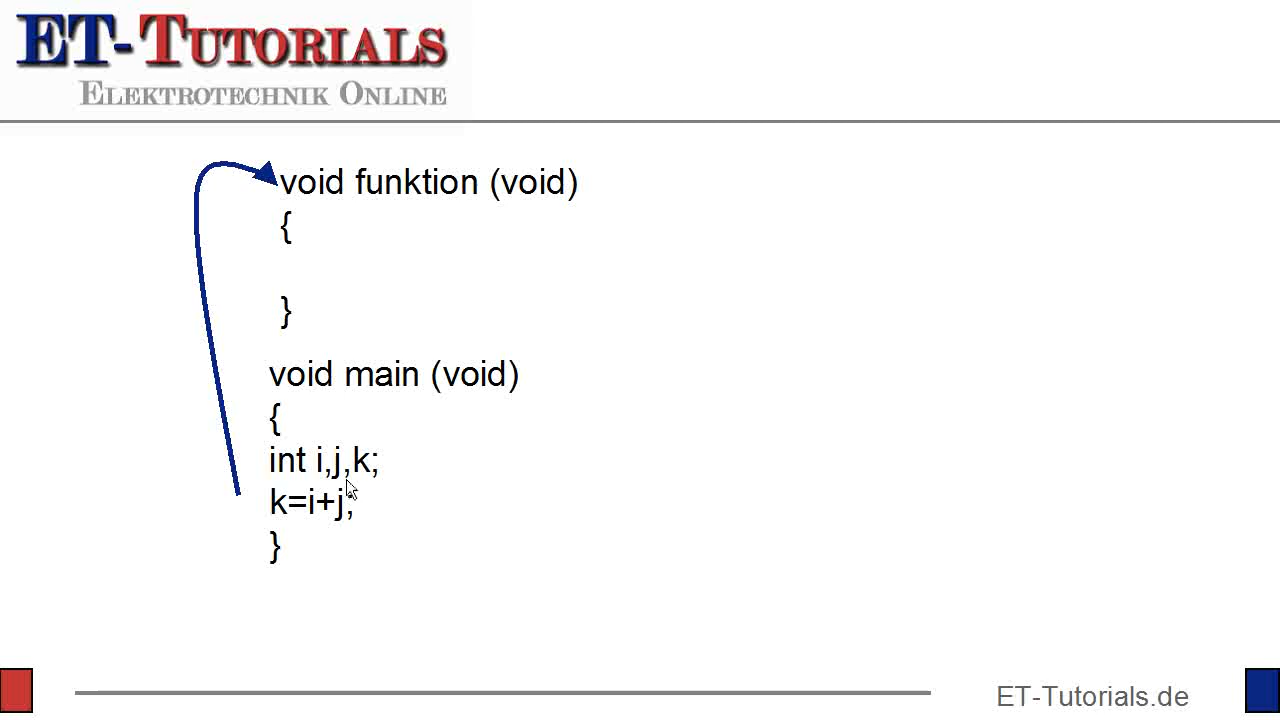 ET-TUTORIALS
ELEKTROTECHNIK ONLINE
void funktion (void)
{
}
void main (void)
{
int i,j,k;
k=i+j;
}
ET-Tutorials.de